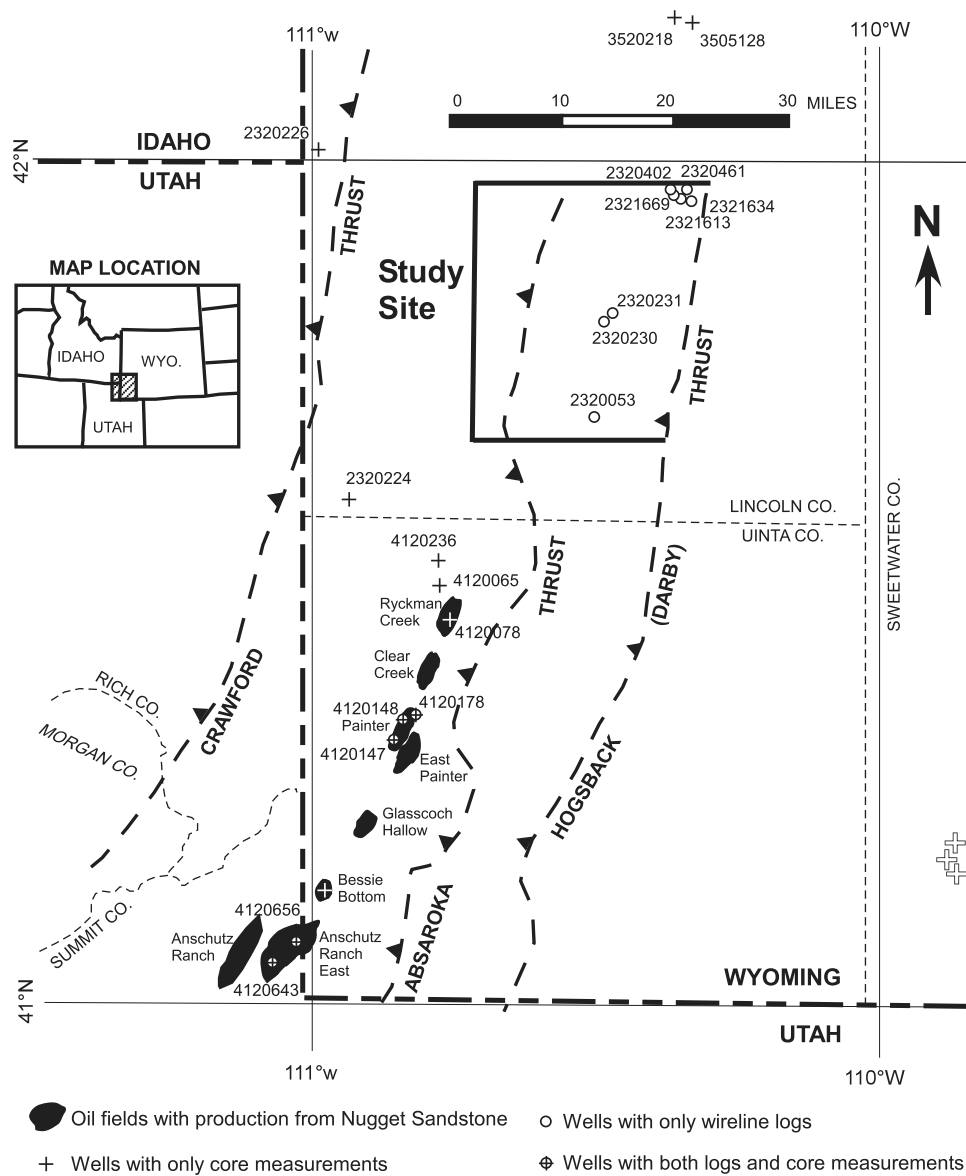 111°w
110°W
3520218
3505128
0
10
20
30
MILES
2320226
IDAHO
UTAH
42°N
THRUST
2320402
2320461
2321669
2321634
2321613
N
MAP LOCATION
Study
Site
IDAHO
WYO.
UTAH
2320231
2320230
THRUST
2320053
2320224
LINCOLN CO.
UINTA CO.
SWEETWATER CO.
4120236
4120065
THRUST
(DARBY)
Ryckman
Creek
4120078
Clear
Creek
CRAWFORD
RICH CO.
MORGAN CO.
4120148
4120178
Painter
4120147
East
Painter
HOGSBACK
Glasscoch
Hallow
Bessie
Bottom
ABSAROKA
SUMMIT CO.
4120656
Anschutz
Ranch
Anschutz
Ranch
East
4120643
WYOMING
UTAH
41°N
111°w
110°W
Oil fields with production from Nugget Sandstone
Wells with only wireline logs
Wells with only core measurements
Wells with both logs and core measurements